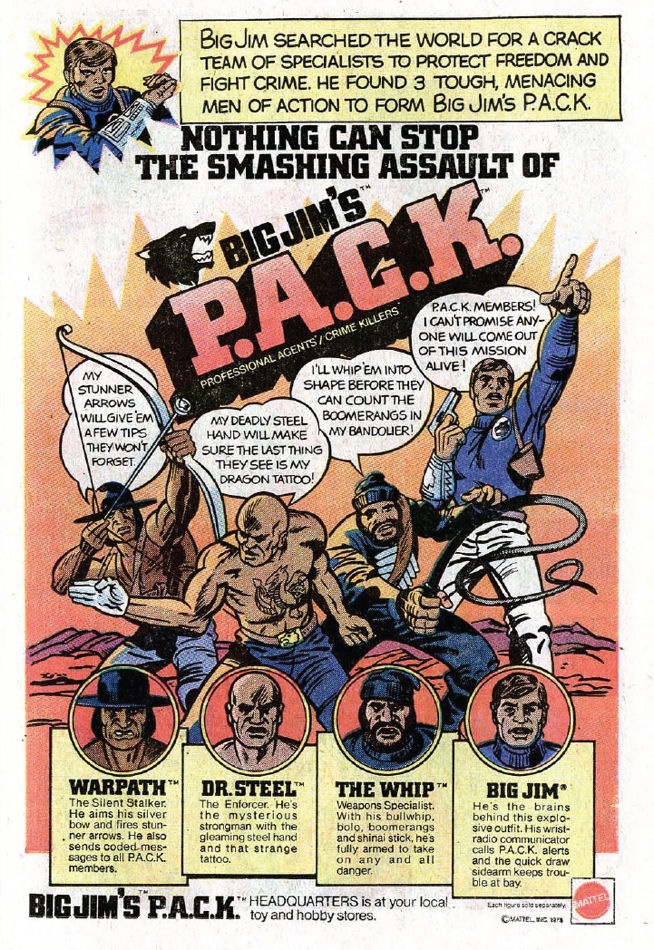 BIG JIM SEARCHED THE WORLD FOR A CRACK
TEAM OF SPECIALISTS TO PROTECT FREEDOM AND
FIGHT CRIME. HE FOUND 3 TOUGH, MENACING
MEN OF ACTION TO FORM BIG JIM'S P.A.C.K.
NOTHING CAN STOP
THE SMASHING ASSAULT OF
BIG JIM'S™
P.A.C.K.™
PROFESSIONAL AGENTS / CRIME KILLERS
P.A.C.K. MEMBERS!
I CAN'T PROMISE ANY-
ONE WILL COME OUT
OF THIS MISSION
ALIVE!
MY
STUNNER
ARROWS
WILL GIVE 'EM
A FEW TIPS
THEY WON'T
FORGET.
MY DEADLY STEEL
HAND WILL MAKE
SURE THE LAST THING
THEY SEE IS MY
DRAGON TATTOO!
I'LL WHIP 'EM INTO
SHAPE BEFORE THEY
CAN COUNT THE
BOOMERANGS IN
MY BANDOLIER!
WARPATH™
The Silent Stalker.
He aims his silver
bow and fires stun-
ner arrows. He also
sends coded mes-
sages to all P.A.C.K.
members.
DR. STEEL™
The Enforcer. He's
the mysterious
strongman with the
gleaming steel hand
and that strange
tattoo.
THE WHIP™
Weapons Specialist.
With his bullwhip,
bolo, boomerangs
and shinai stick, he's
fully armed to take
on any and all
danger.
BIG JIM®
He's the brains
behind this explo-
sive outfit. His wrist-
radio communicator
calls P.A.C.K. alerts
and the quick draw
sidearm keeps trou-
ble at bay.
BIG JIM'S™ P.A.C.K.™ HEADQUARTERS is at your local
toy and hobby stores.
Each figure sold separately.
©MATTEL, INC. 1975
MATTEL